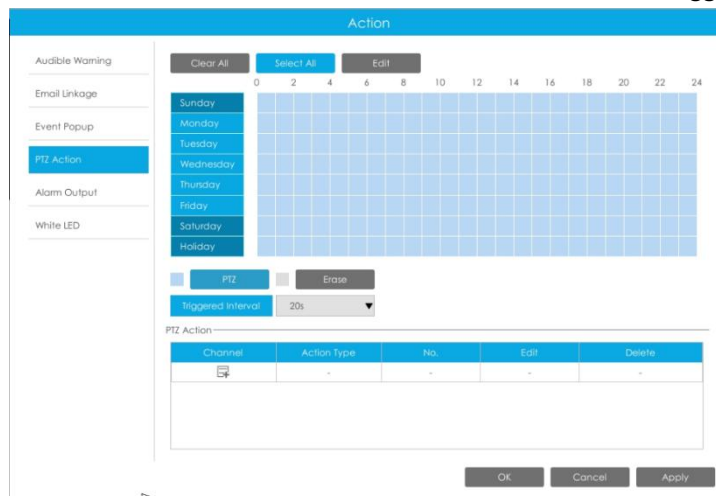 Action
Audible Warning
Email Linkage
Event Popup
PTZ Action
Alarm Output
White LED
Clear All Select All Edit
0 2 4 6 8 10 12 14 16 18 20 22 24
Sunday
Monday
Tuesday
Wednesday
Thursday
Friday
Saturday
Holiday
PTZ Erase
Triggered Interval 20s
PTZ Action
Channel Action Type No. Edit Delete
- - - -
OK Cancel Apply